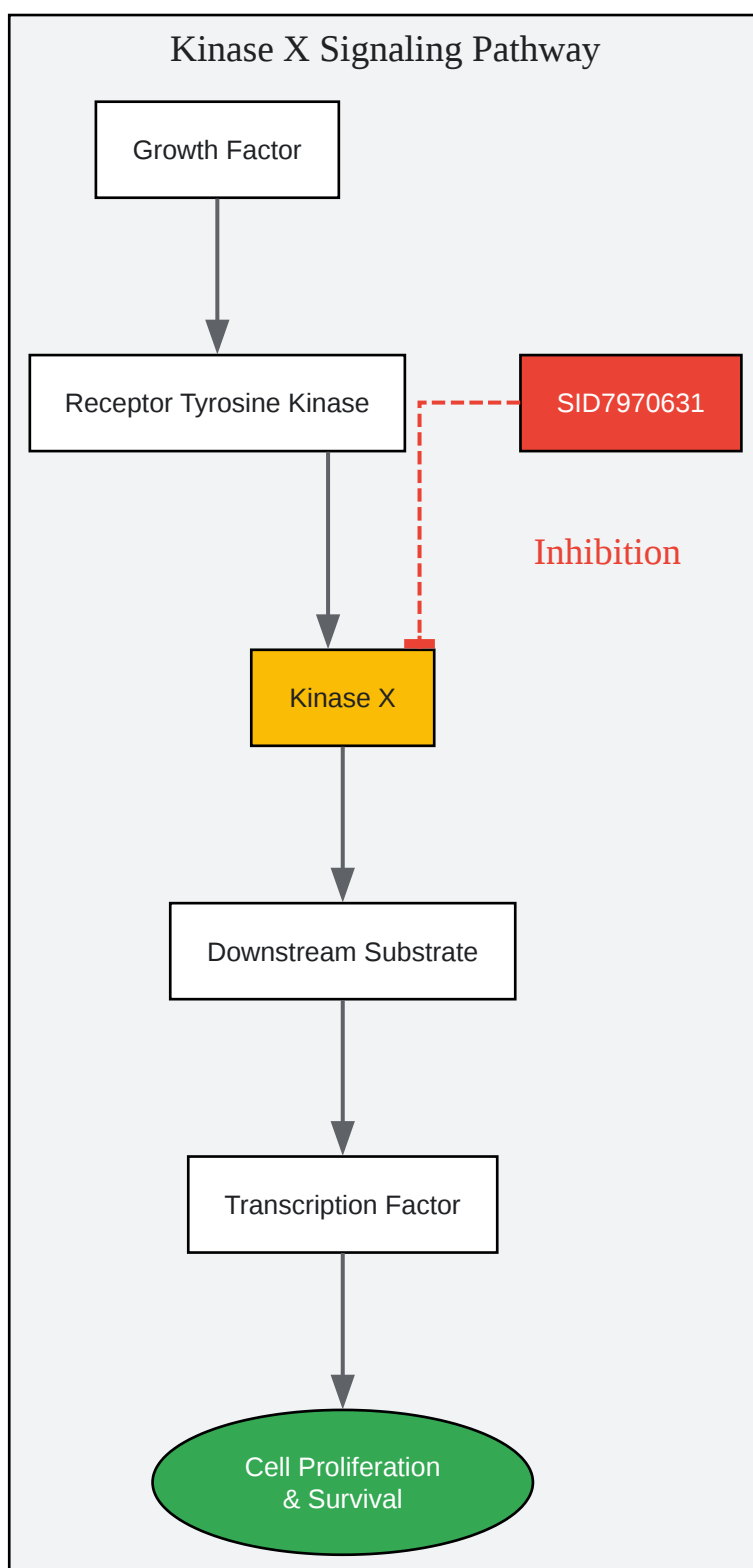 Kinase X Signaling Pathway
Growth Factor
Receptor Tyrosine Kinase
SID7970631
Inhibition
Kinase X
Downstream Substrate
Transcription Factor
Cell Proliferation
& Survival